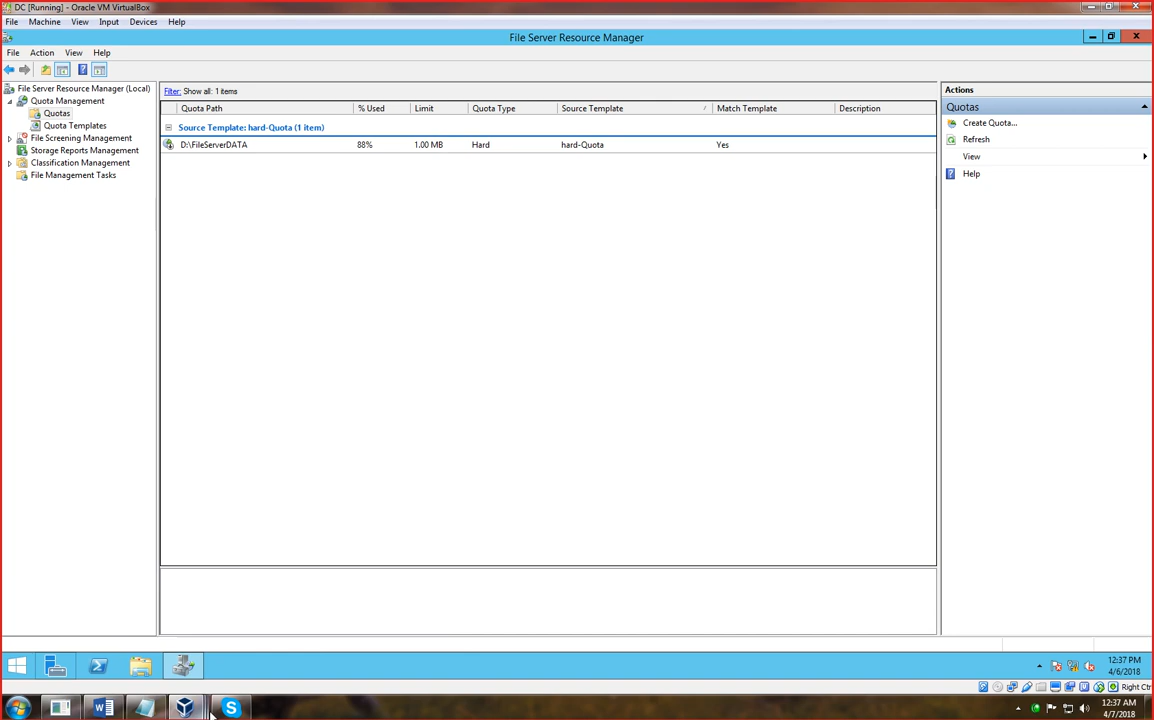 DC [Running] - Oracle VM VirtualBox
File Machine View Input Devices Help
File Server Resource Manager
File Action View Help
File Server Resource Manager (Local)
Quota Management
Quotas
Quota Templates
File Screening Management
Storage Reports Management
Classification Management
File Management Tasks
Filter: Show all: 1 items
Quota Path % Used Limit Quota Type Source Template Match Template Description
Source Template: hard-Quota (1 item)
D:\FileServerDATA 88% 1.00 MB Hard hard-Quota Yes
Actions
Quotas
Create Quota...
Refresh
View
Help
12:37 PM
4/6/2018
Right Ctr
12:37 AM
4/7/2018